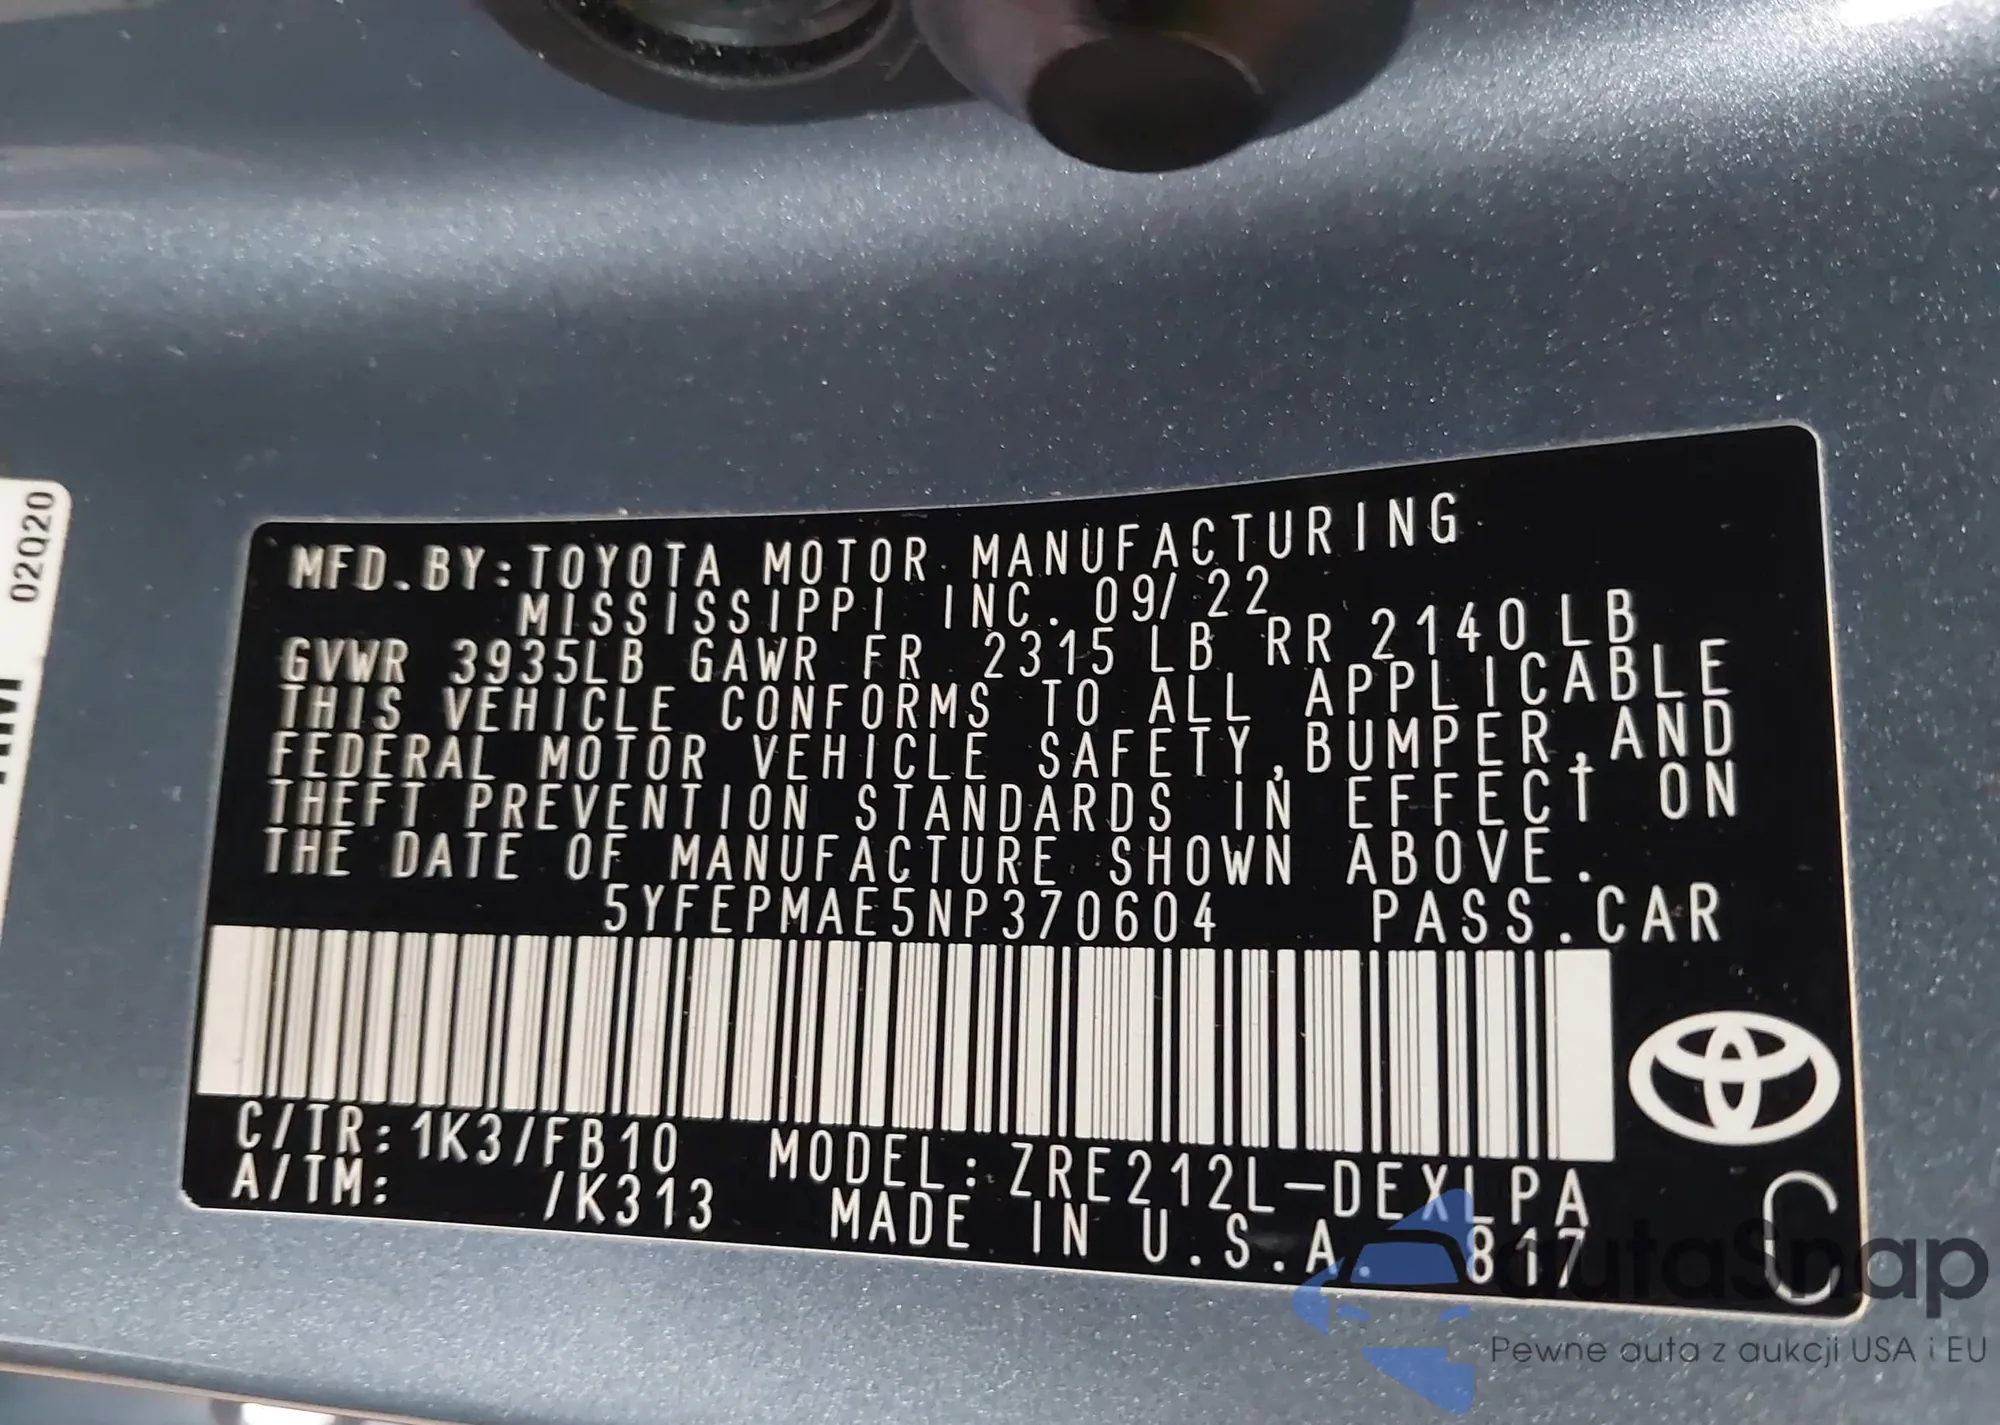 02Q20
MFD.BY:TOYOTA MOTOR MANUFACTURING
MISSISSIPPI INC. 09/22
GVWR 3935LB GAWR FR 2315 LB RR 2140 LB
THIS VEHICLE CONFORMS TO ALL APPLICABLE
FEDERAL MOTOR VEHICLE SAFETY,BUMPER,AND
THEFT PREVENTION STANDARDS IN EFFECT ON
THE DATE OF MANUFACTURE SHOWN ABOVE.
5YFEPMAE5NP370604 PASS.CAR
C/TR:1K3/FB10 MODEL:ZRE212L-DEXLPA
A/TM: /K313 MADE IN U.S.A. 817
C
autaSnap
Pewne auta z aukcji USA i EU